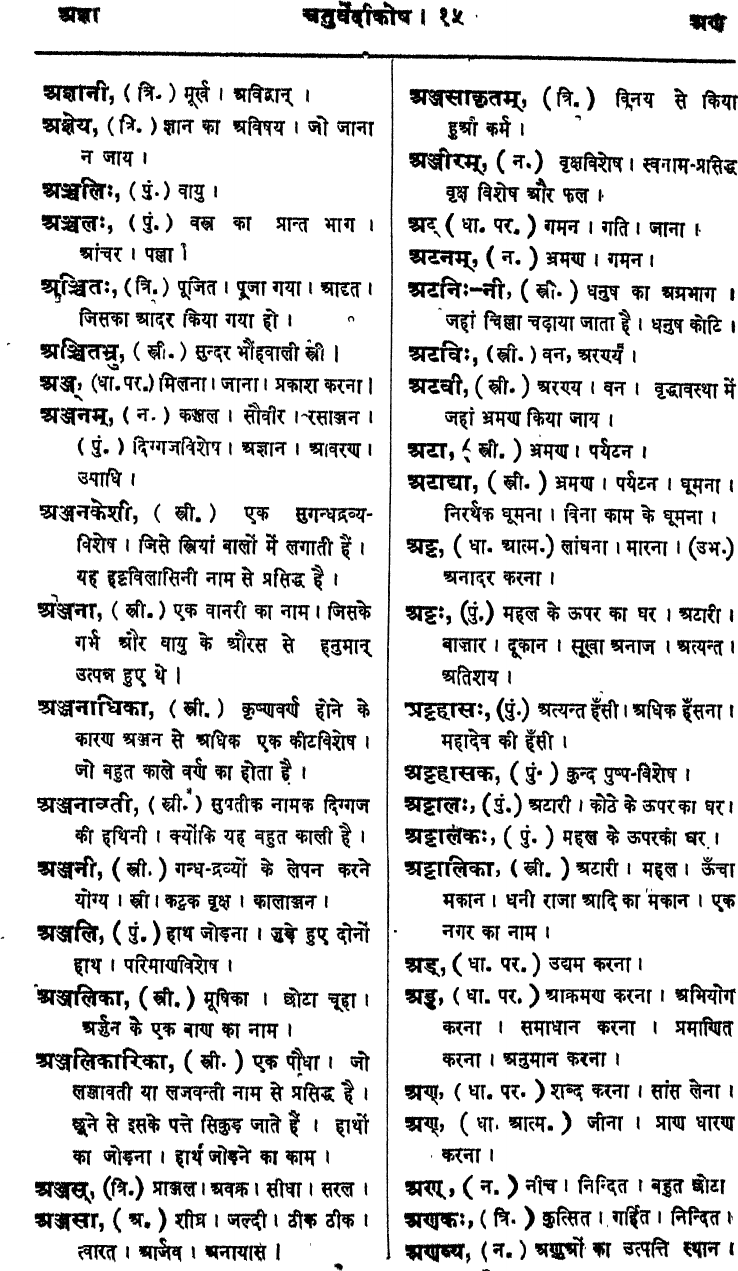 अज्ञा चतुर्वेदीकोष । १५ अण
अज्ञानी, (त्रि.) मूर्ख । अविद्वान् ।
अज्ञेय, (त्रि.) ज्ञान का अविषय । जो जाना
न जाय ।
अञ्चलिः, (पुं.) वायु ।
अञ्चलः, (पुं.) वस्त्र का प्रान्त भाग ।
आंचर । पल्ला ।
अञ्चितः, (त्रि.) पूजित । पूजा गया । आदृत ।
जिसका आदर किया गया हो ।
अञ्चितभ्रु, (स्त्री.) सुन्दर भौंहवाली स्त्री ।
अञ्ज्, (धा. पर.) मिलना । जाना । प्रकाश करना ।
अञ्जनम्, (न.) कज्जल । सौवीर । रसाञ्जन ।
(पुं.) दिग्गजविशेष । अज्ञान । आवरण ।
उपाधि ।
अञ्जनकेशी, (स्त्री.) एक सुगन्धद्रव्य-
विशेष । जिसे स्त्रियां बालों में लगाती हैं ।
यह हट्टविलासिनी नाम से प्रसिद्ध है ।
अञ्जना, (स्त्री.) एक वानरी का नाम । जिसके
गर्भ और वायु के औरस से हनुमान्
उत्पन्न हुए थे ।
अञ्जनाधिका, (स्त्री.) कृष्णवर्ण होने के
कारण अञ्जन से अधिक एक कीटविशेष ।
जो बहुत काले वर्ण का होता है ।
अञ्जनावती, (स्त्री.) सुप्रतीक नामक दिग्गज
की हथिनी । क्योंकि यह बहुत काली है ।
अञ्जनी, (स्त्री.) गन्ध-द्रव्यों के लेपन करने
योग्य । स्त्री । कटुक वृक्ष । कालाञ्जन ।
अञ्जलि, (पुं.) हाथ जोड़ना । जुड़े हुए दोनों
हाथ । परिमाणविशेष ।
अञ्जलिका, (स्त्री.) मूषिका । छोटा चूहा ।
अर्जुन के एक बाण का नाम ।
अञ्जलिकारिका, (स्त्री.) एक पौधा । जो
लज्जावती या लजवन्ती नाम से प्रसिद्ध है ।
छूने से इसके पत्ते सिकुड़ जाते हैं । हाथों
का जोड़ना । हाथ जोड़ने का काम ।
अञ्जस्, (त्रि.) प्राञ्जल । अवक्र । सीधा । सरल ।
अञ्जसा, (अ.) शीघ्र । जल्दी । ठीक ठीक ।
त्वरित । आर्जव । अनायास ।
अञ्जसाकृतम्, (त्रि.) विनय से किया
हुआ कर्म ।
अञ्जीरम्, (न.) वृक्षविशेष । स्वनाम-प्रसिद्ध
वृक्ष विशेष और फल ।
अट् (धा. पर.) गमन । गति । जाना ।
अटनम्, (न.) भ्रमण । गमन ।
अटनिः-नी, (स्त्री.) धनुष का अग्रभाग ।
जहां चिल्ला चढ़ाया जाता है । धनुष कोटि ।
अटविः, (स्त्री.) वन, अरण्य ।
अटवी, (स्त्री.) अरण्य । वन । वृद्धावस्था में
जहां भ्रमण किया जाय ।
अटा, (स्त्री.) भ्रमण । पर्यटन ।
अटाट्या, (स्त्री.) भ्रमण । पर्यटन । घूमना ।
निरर्थक घूमना । विना काम के घूमना ।
अट्ट, (धा. आत्म.) लांघना । मारना । (उभ.)
अनादर करना ।
अट्टः, (पुं.) महल के ऊपर का घर । अटारी ।
बाज़ार । दूकान । सूखा अनाज । अत्यन्त ।
अतिशय ।
अट्टहासः, (पुं.) अत्यन्त हँसी । अधिक हँसना ।
महादेव की हँसी ।
अट्टहासक, (पुं.) कुन्द पुष्प-विशेष ।
अट्टालः, (पुं.) अटारी । कोठे के ऊपर का घर ।
अट्टालकः, (पुं.) महल के ऊपरका घर ।
अट्टालिका, (स्त्री.) अटारी । महल । ऊँचा
मकान । धनी राजा आदि का मकान । एक
नगर का नाम ।
अड्, (धा. पर.) उद्यम करना ।
अड्ड, (धा. पर.) आक्रमण करना । अभियोग
करना । समाधान करना । प्रमाणित
करना । अनुमान करना ।
अण्, (धा. पर.) शब्द करना । सांस लेना ।
अण्, (धा. आत्म.) जीना । प्राण धारण
करना ।
अण्, (न.) नीच । निन्दित । बहुत छोटा
अणकः, (त्रि.) कुत्सित । गर्हित । निन्दित ।
अणव्य, (न.) अणुओं का उत्पत्ति स्थान ।